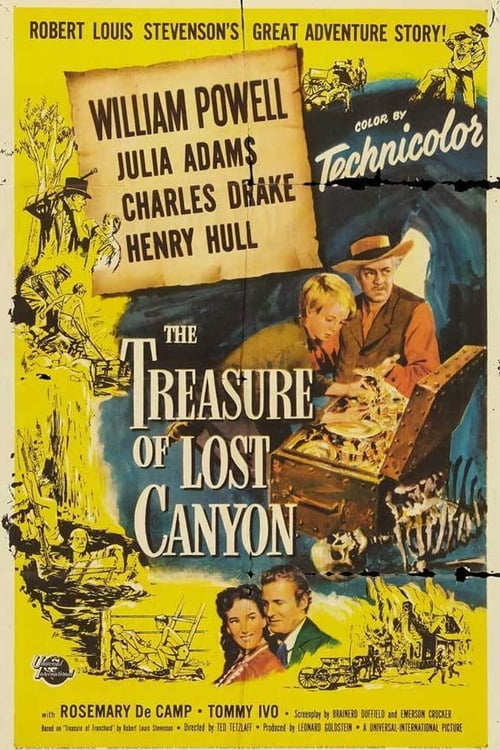 ROBERT LOUIS STEVENSON'S GREAT ADVENTURE STORY!
WILLIAM POWELL
JULIA ADAMS
CHARLES DRAKE
HENRY HULL
COLOR BY
Technicolor
THE
TREASURE
OF LOST
CANYON
Universal
International
with ROSEMARY De CAMP • TOMMY IVO • Screenplay by BRAINERD DUFFIELD and EMERSON CROCKER
Based on "Treasure of Franchard" by Robert Louis Stevenson • Directed by TED TETZLAFF • Produced by LEONARD GOLDSTEIN • A UNIVERSAL-INTERNATIONAL PICTURE